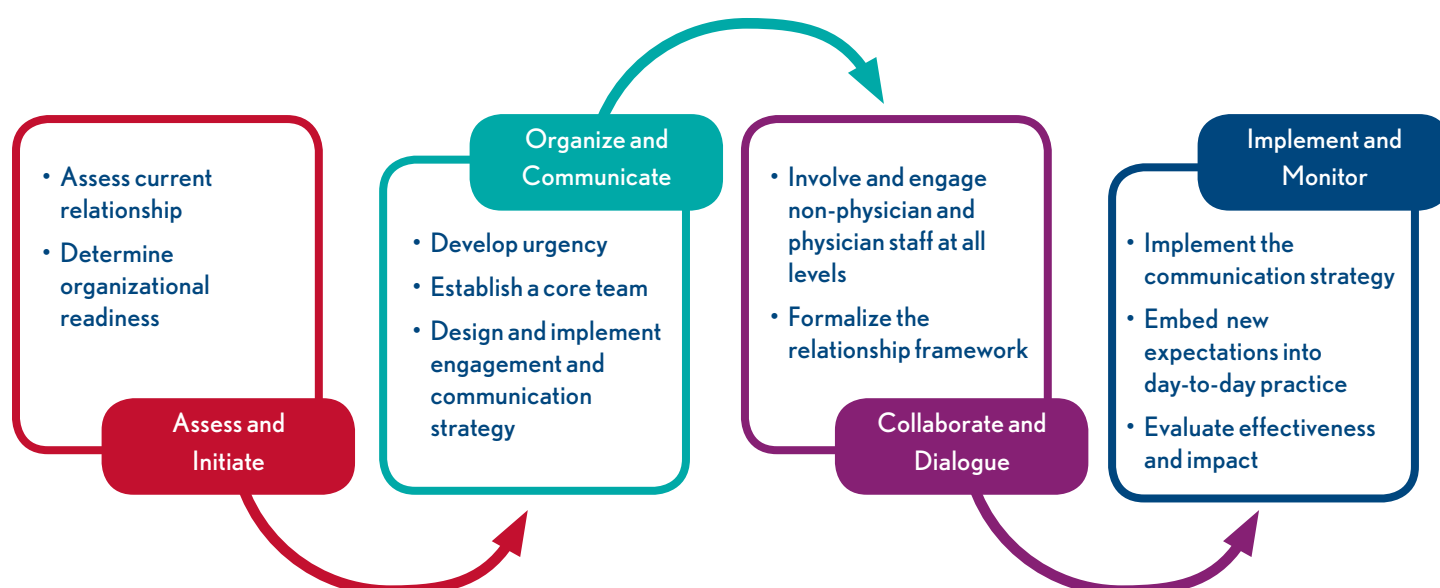 • Assess current
relationship
• Determine
organizational
readiness
Assess and
Initiate
Organize and
Communicate
• Develop urgency
• Establish a core team
• Design and implement
engagement and
communication
strategy
• Involve and engage
non-physician and
physician staff at all
levels
• Formalize the
relationship framework
Collaborate and
Dialogue
Implement and
Monitor
• Implement the
communication strategy
• Embed new
expectations into
day-to-day practice
• Evaluate effectiveness
and impact